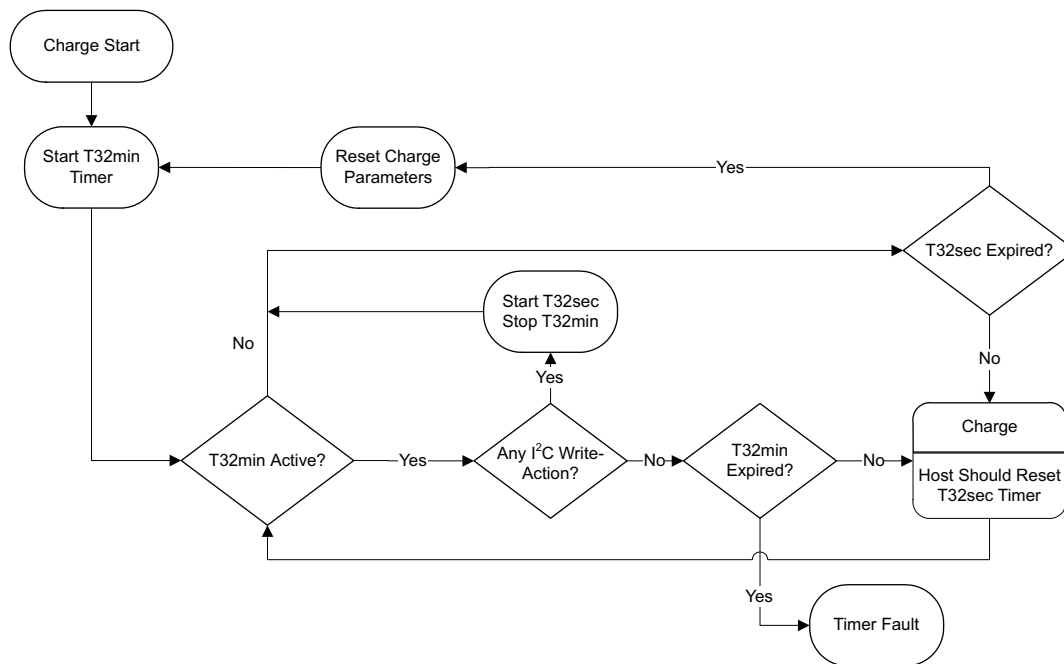 Charge Start
Start T32min
Timer
Reset Charge
Parameters
Yes
T32sec Expired?
Start T32sec
Stop T32min
No
Yes
No
Charge
T32min Active?
Yes
Any I²C Write-
Action?
No
T32min
Expired?
No
Host Should Reset
T32sec Timer
Yes
Timer Fault